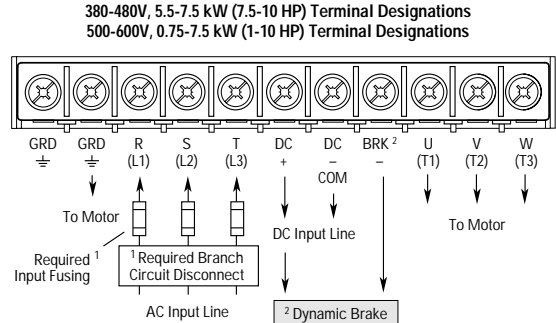 380-480V, 5.5-7.5 kW (7.5-10 HP) Terminal Designations
500-600V, 0.75-7.5 kW (1-10 HP) Terminal Designations
GRD GRD R S T DC DC BRK 2 U V W
(L1) (L2) (L3) + – – (T1) (T2) (T3)
COM
To Motor
To Motor
DC Input Line
Required 1
Input Fusing
1 Required Branch
Circuit Disconnect
AC Input Line
2 Dynamic Brake